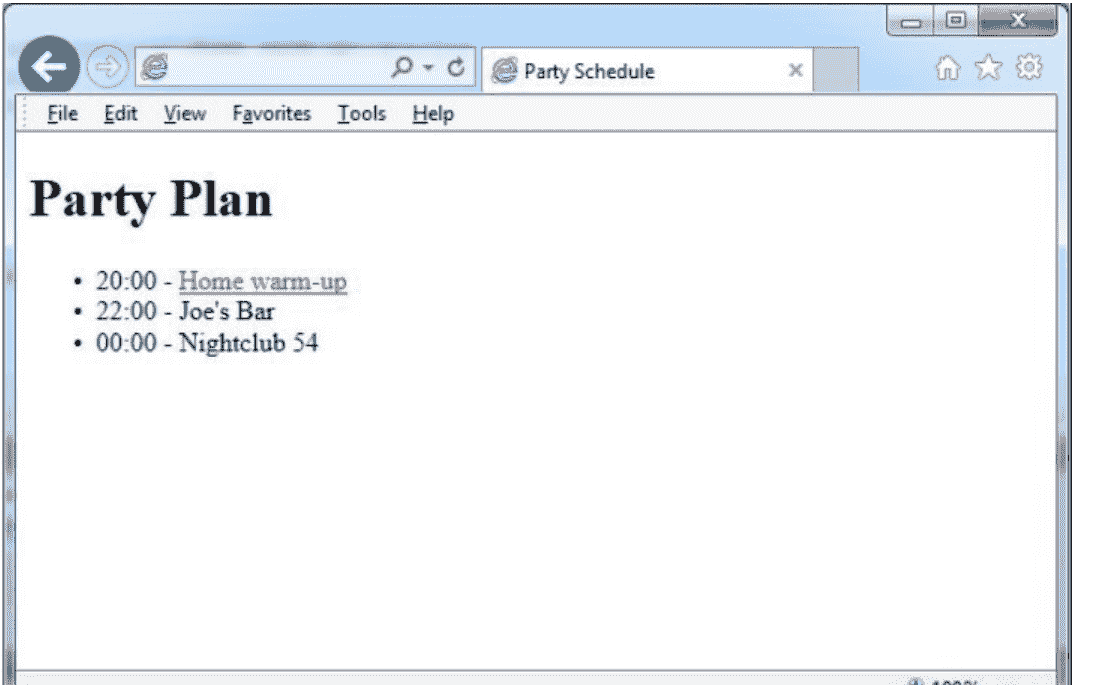 Party Schedule
File Edit View Favorites Tools Help
Party Plan
• 20:00 - Home warm-up
• 22:00 - Joe's Bar
• 00:00 - Nightclub 54